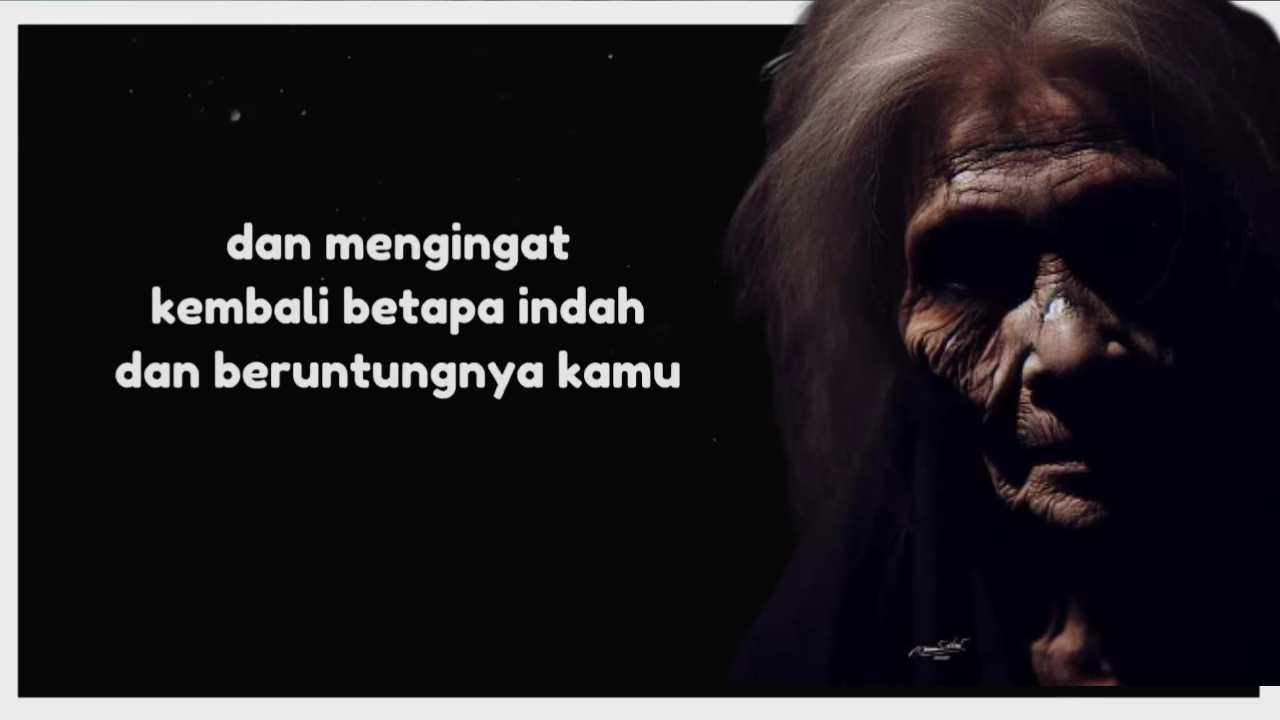 dan mengingat
kembali betapa indah
dan beruntungnya kamu